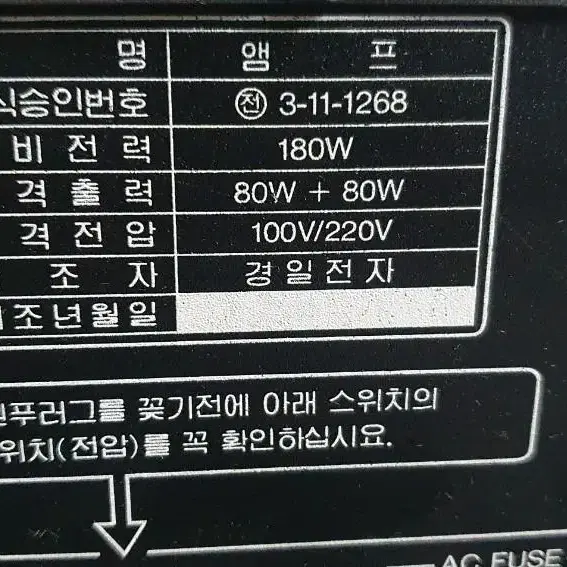 명 앰 프
식승인번호 전 3-11-1268
비 전 력 180W
격 출 력 80W + 80W
격 전 압 100V/220V
조 자 경 일 전 자
조년월일
푸러그를 꽂기전에 아래 스위치의
위치(전압)를 꼭 확인하십시요.
AC FUSE